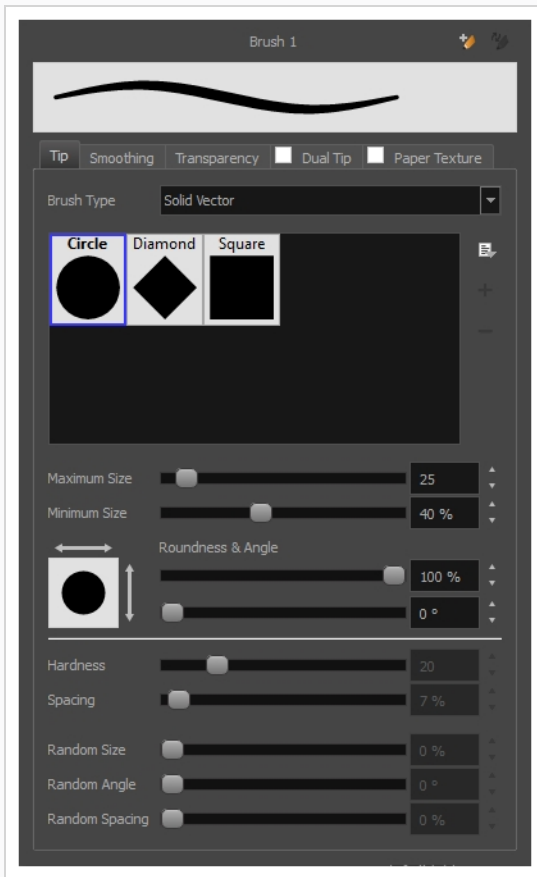 Brush 1
Tip Smoothing Transparency Dual Tip Paper Texture
Brush Type Solid Vector
Circle Diamond Square
Maximum Size 25
Minimum Size 40 %
Roundness & Angle
100 %
0 °
Hardness 20
Spacing 7 %
Random Size 0 %
Random Angle 0 °
Random Spacing 0 %